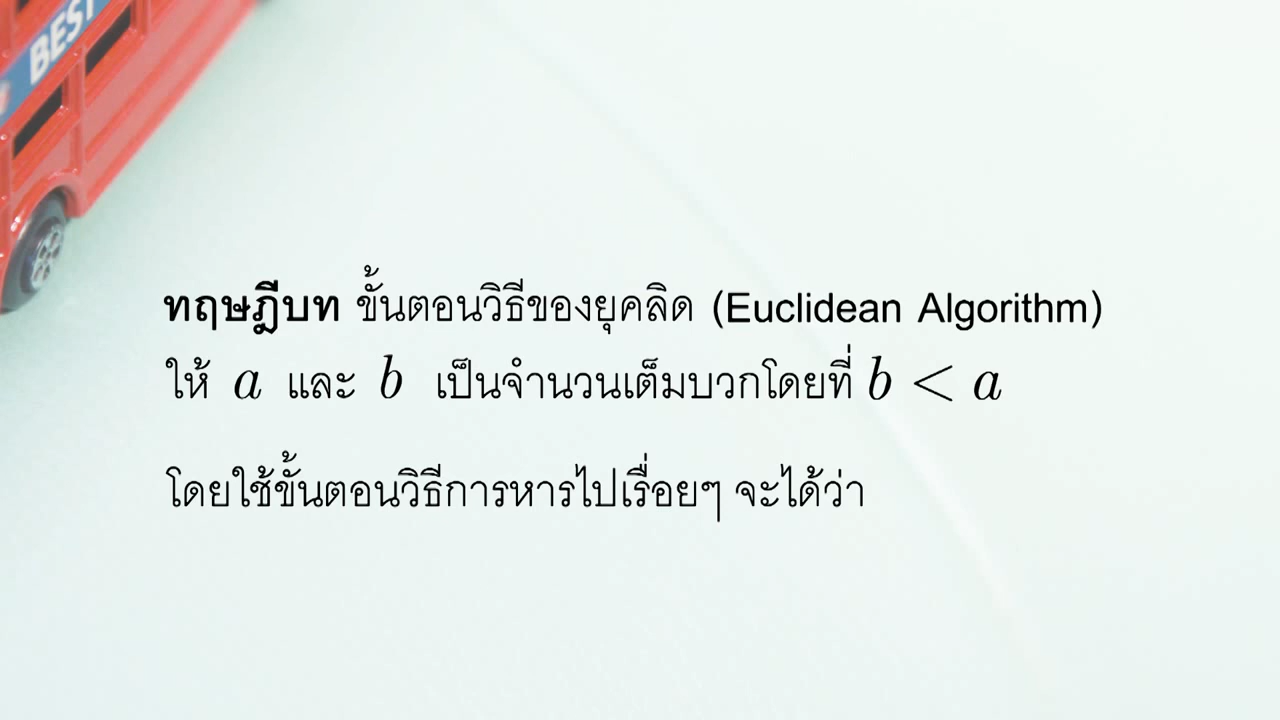 BEST
ทฤษฎีบท ขั้นตอนวิธีของยุคลิด (Euclidean Algorithm)
ให้ a และ b เป็นจำนวนเต็มบวกโดยที่ b < a
โดยใช้ขั้นตอนวิธีการหารไปเรื่อยๆ จะได้ว่า